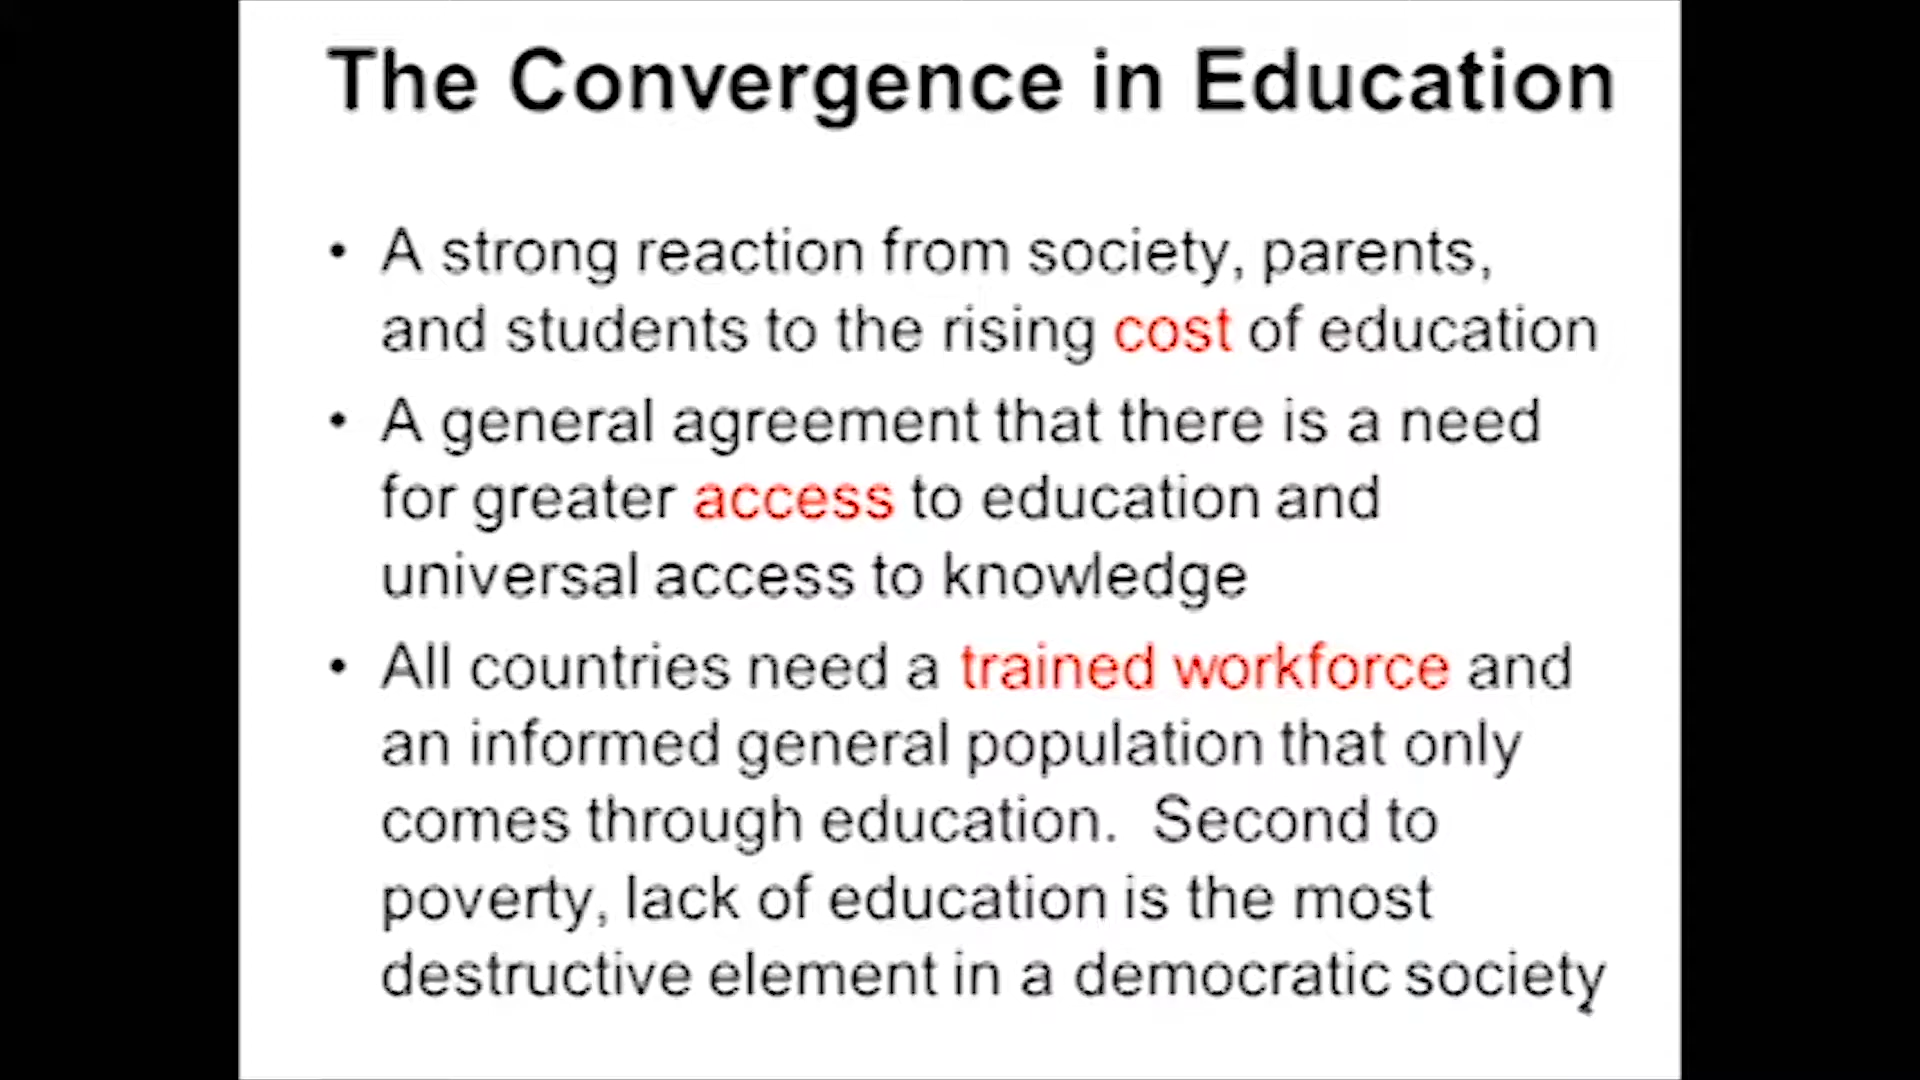 The Convergence in Education
• A strong reaction from society, parents,
and students to the rising cost of education
• A general agreement that there is a need
for greater access to education and
universal access to knowledge
• All countries need a trained workforce and
an informed general population that only
comes through education.  Second to
poverty, lack of education is the most
destructive element in a democratic society